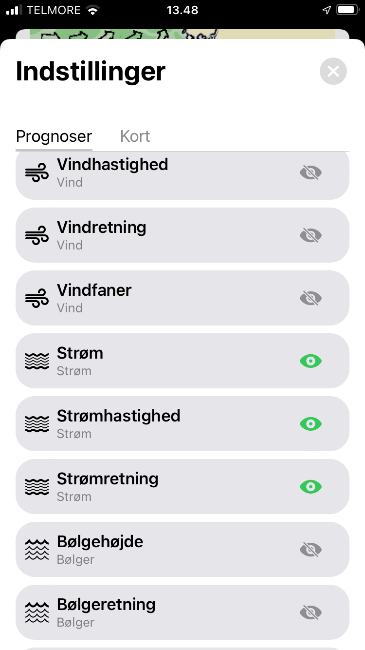 TELMORE
13.48
Indstillinger
Prognoser
Kort
Vindhastighed
Vind
Vindretning
Vind
Vindfaner
Vind
Strøm
Strøm
Strømhastighed
Strøm
Strømretning
Strøm
Bølgehøjde
Bølger
Bølgeretning
Bølger